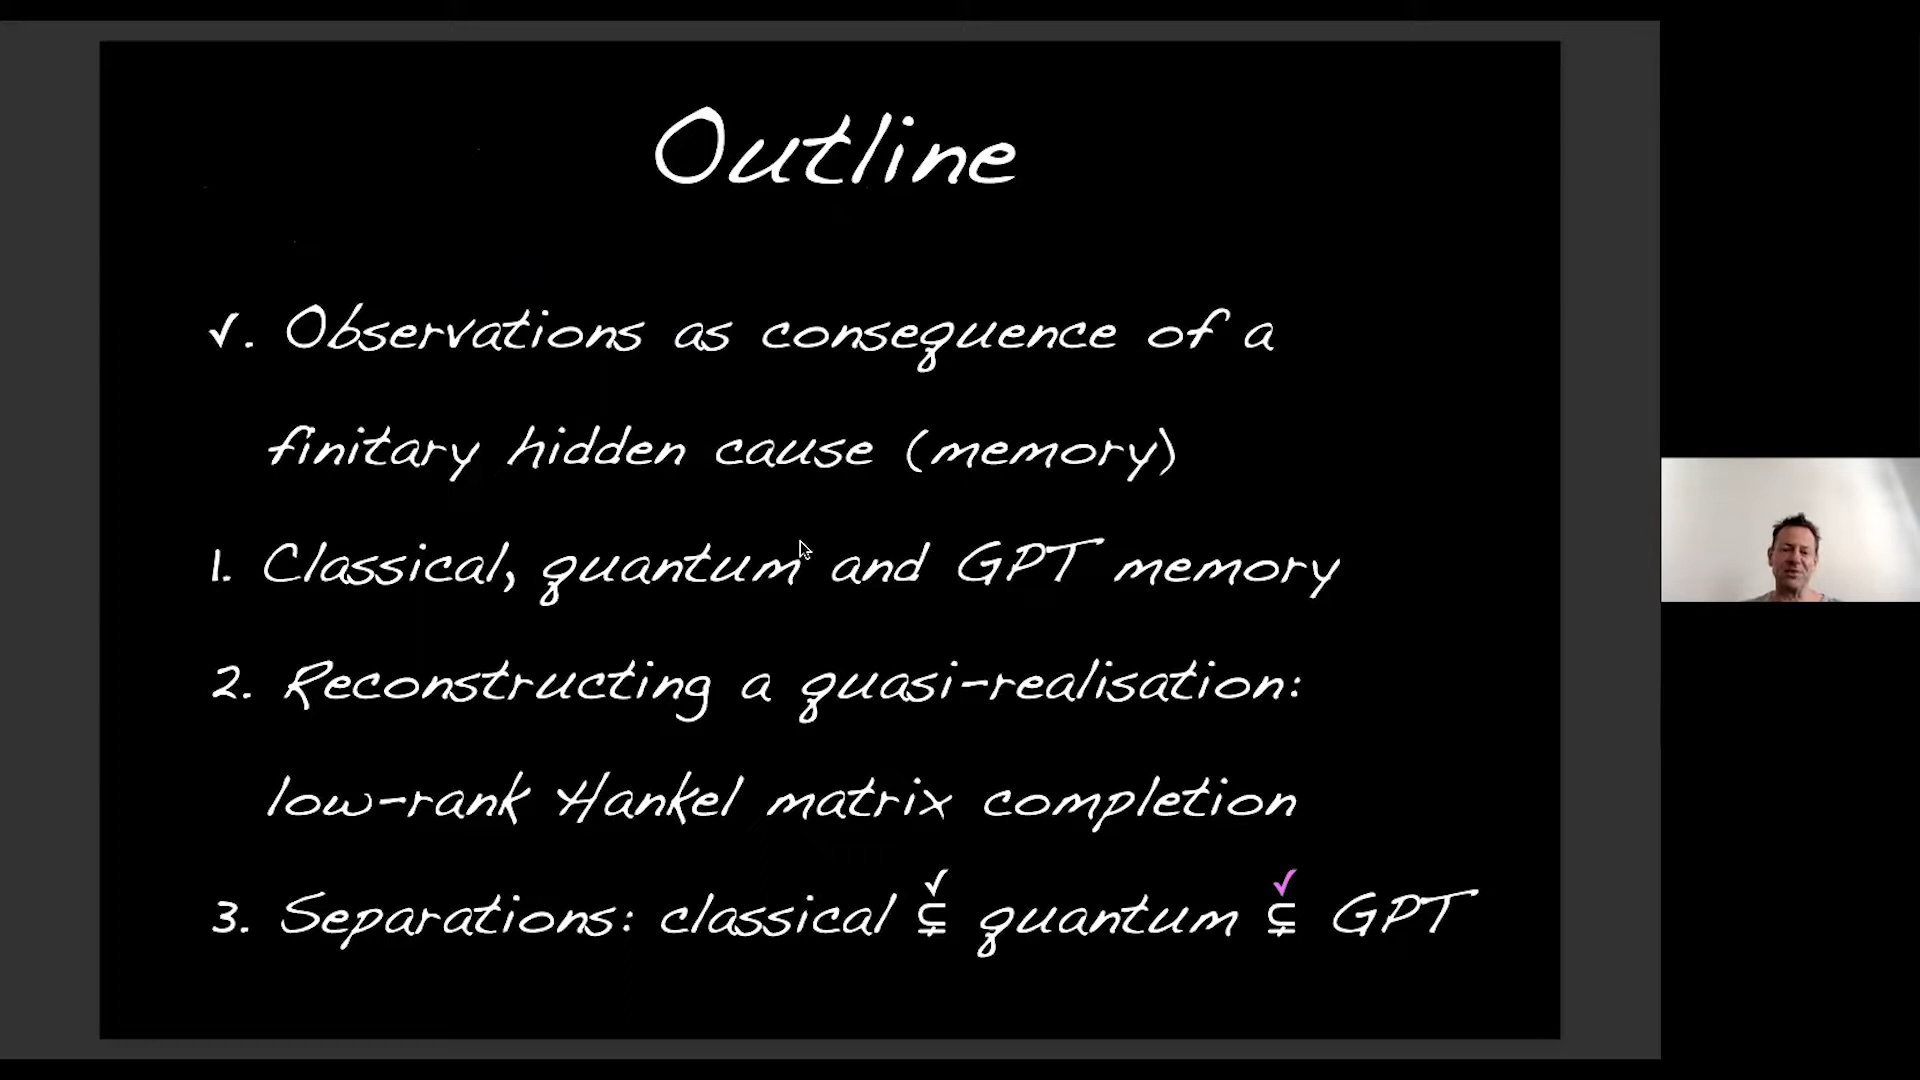 Outline
✓. Observations as consequence of a
finitary hidden cause (memory)
1. Classical, quantum and GPT memory
2. Reconstructing a quasi-realisation:
low-rank Hankel matrix completion
✓ ✓
3. Separations: classical ⊊ quantum ⊊ GPT